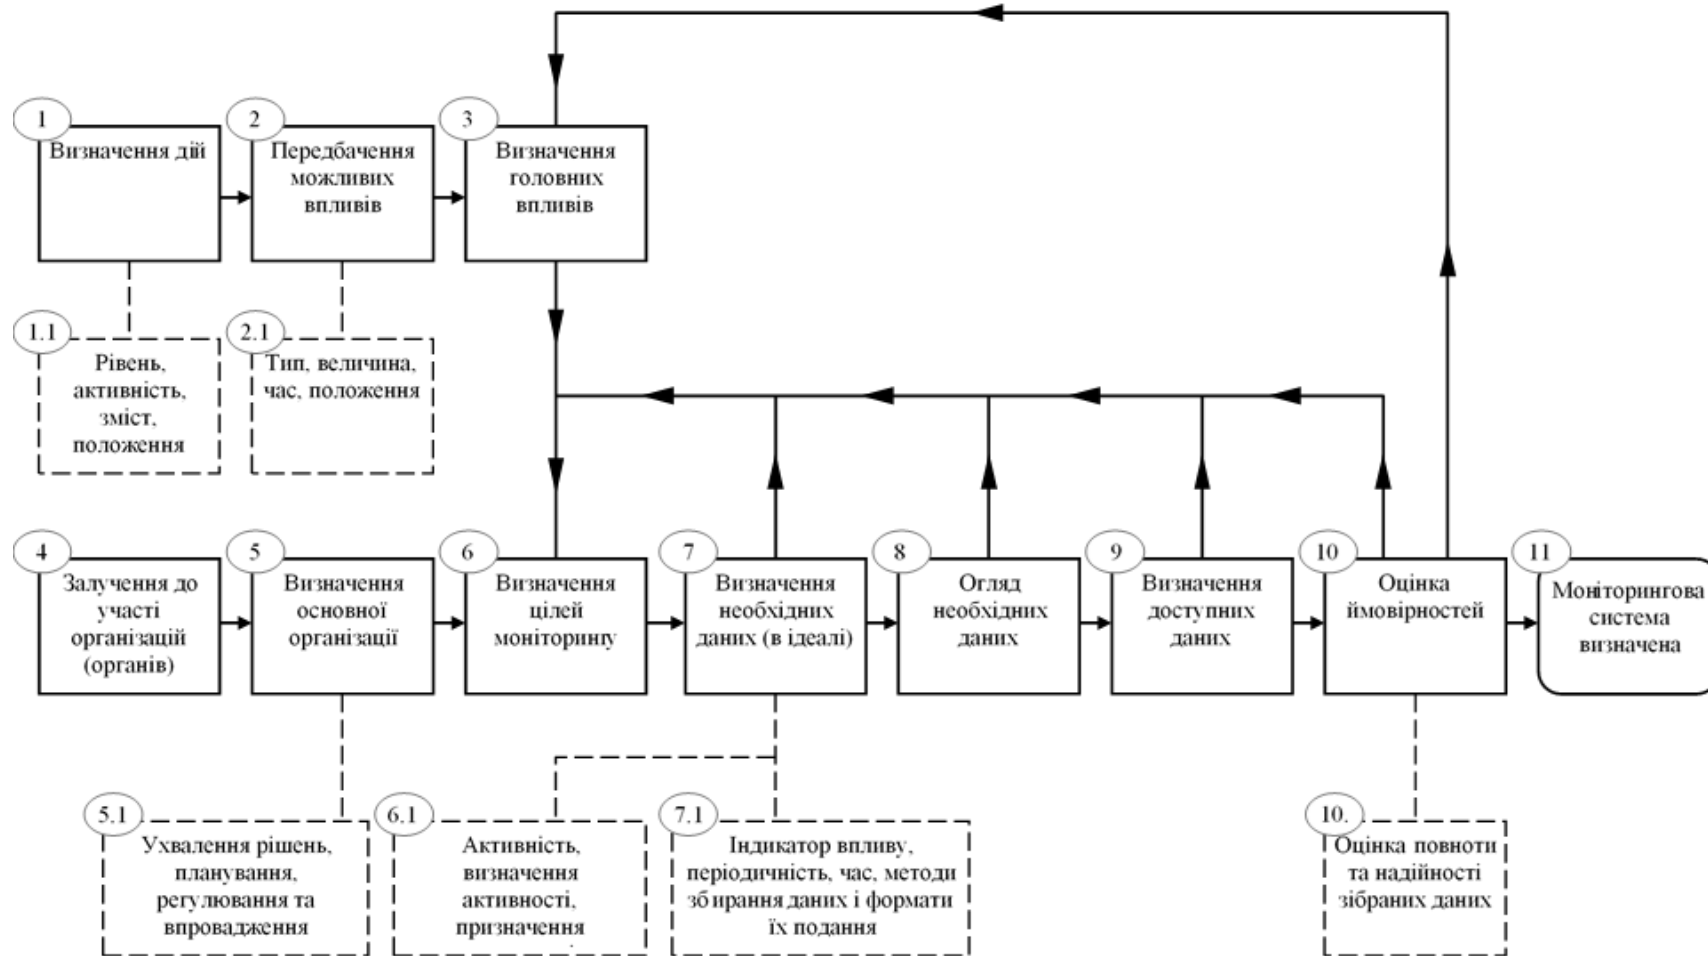 1
Визначення дій
2
Передбачення
можливих
впливів
3
Визначення
головних
впливів
1.1
Рівень,
активність,
зміст,
положення
2.1
Тип, величина,
час, положення
4
Залучення до
участі
організацій
(органів)
5
Визначення
основної
організації
6
Визначення
цілей
моніторинну
7
Визначення
необхідних
даних (в ідеалі)
8
Огляд
необхідних
даних
9
Визначення
доступних
даних
10
Оцінка
ймовірностей
11
Моніторингова
система
визначена
5.1
Ухвалення рішень,
планування,
регулювання та
впровадження
6.1
Активність,
визначення
активності,
призначення
7.1
Індикатор впливу,
періодичність, час, методи
збирання даних і формати
їх подання
10.
Оцінка повноти
та надійності
зібраних даних